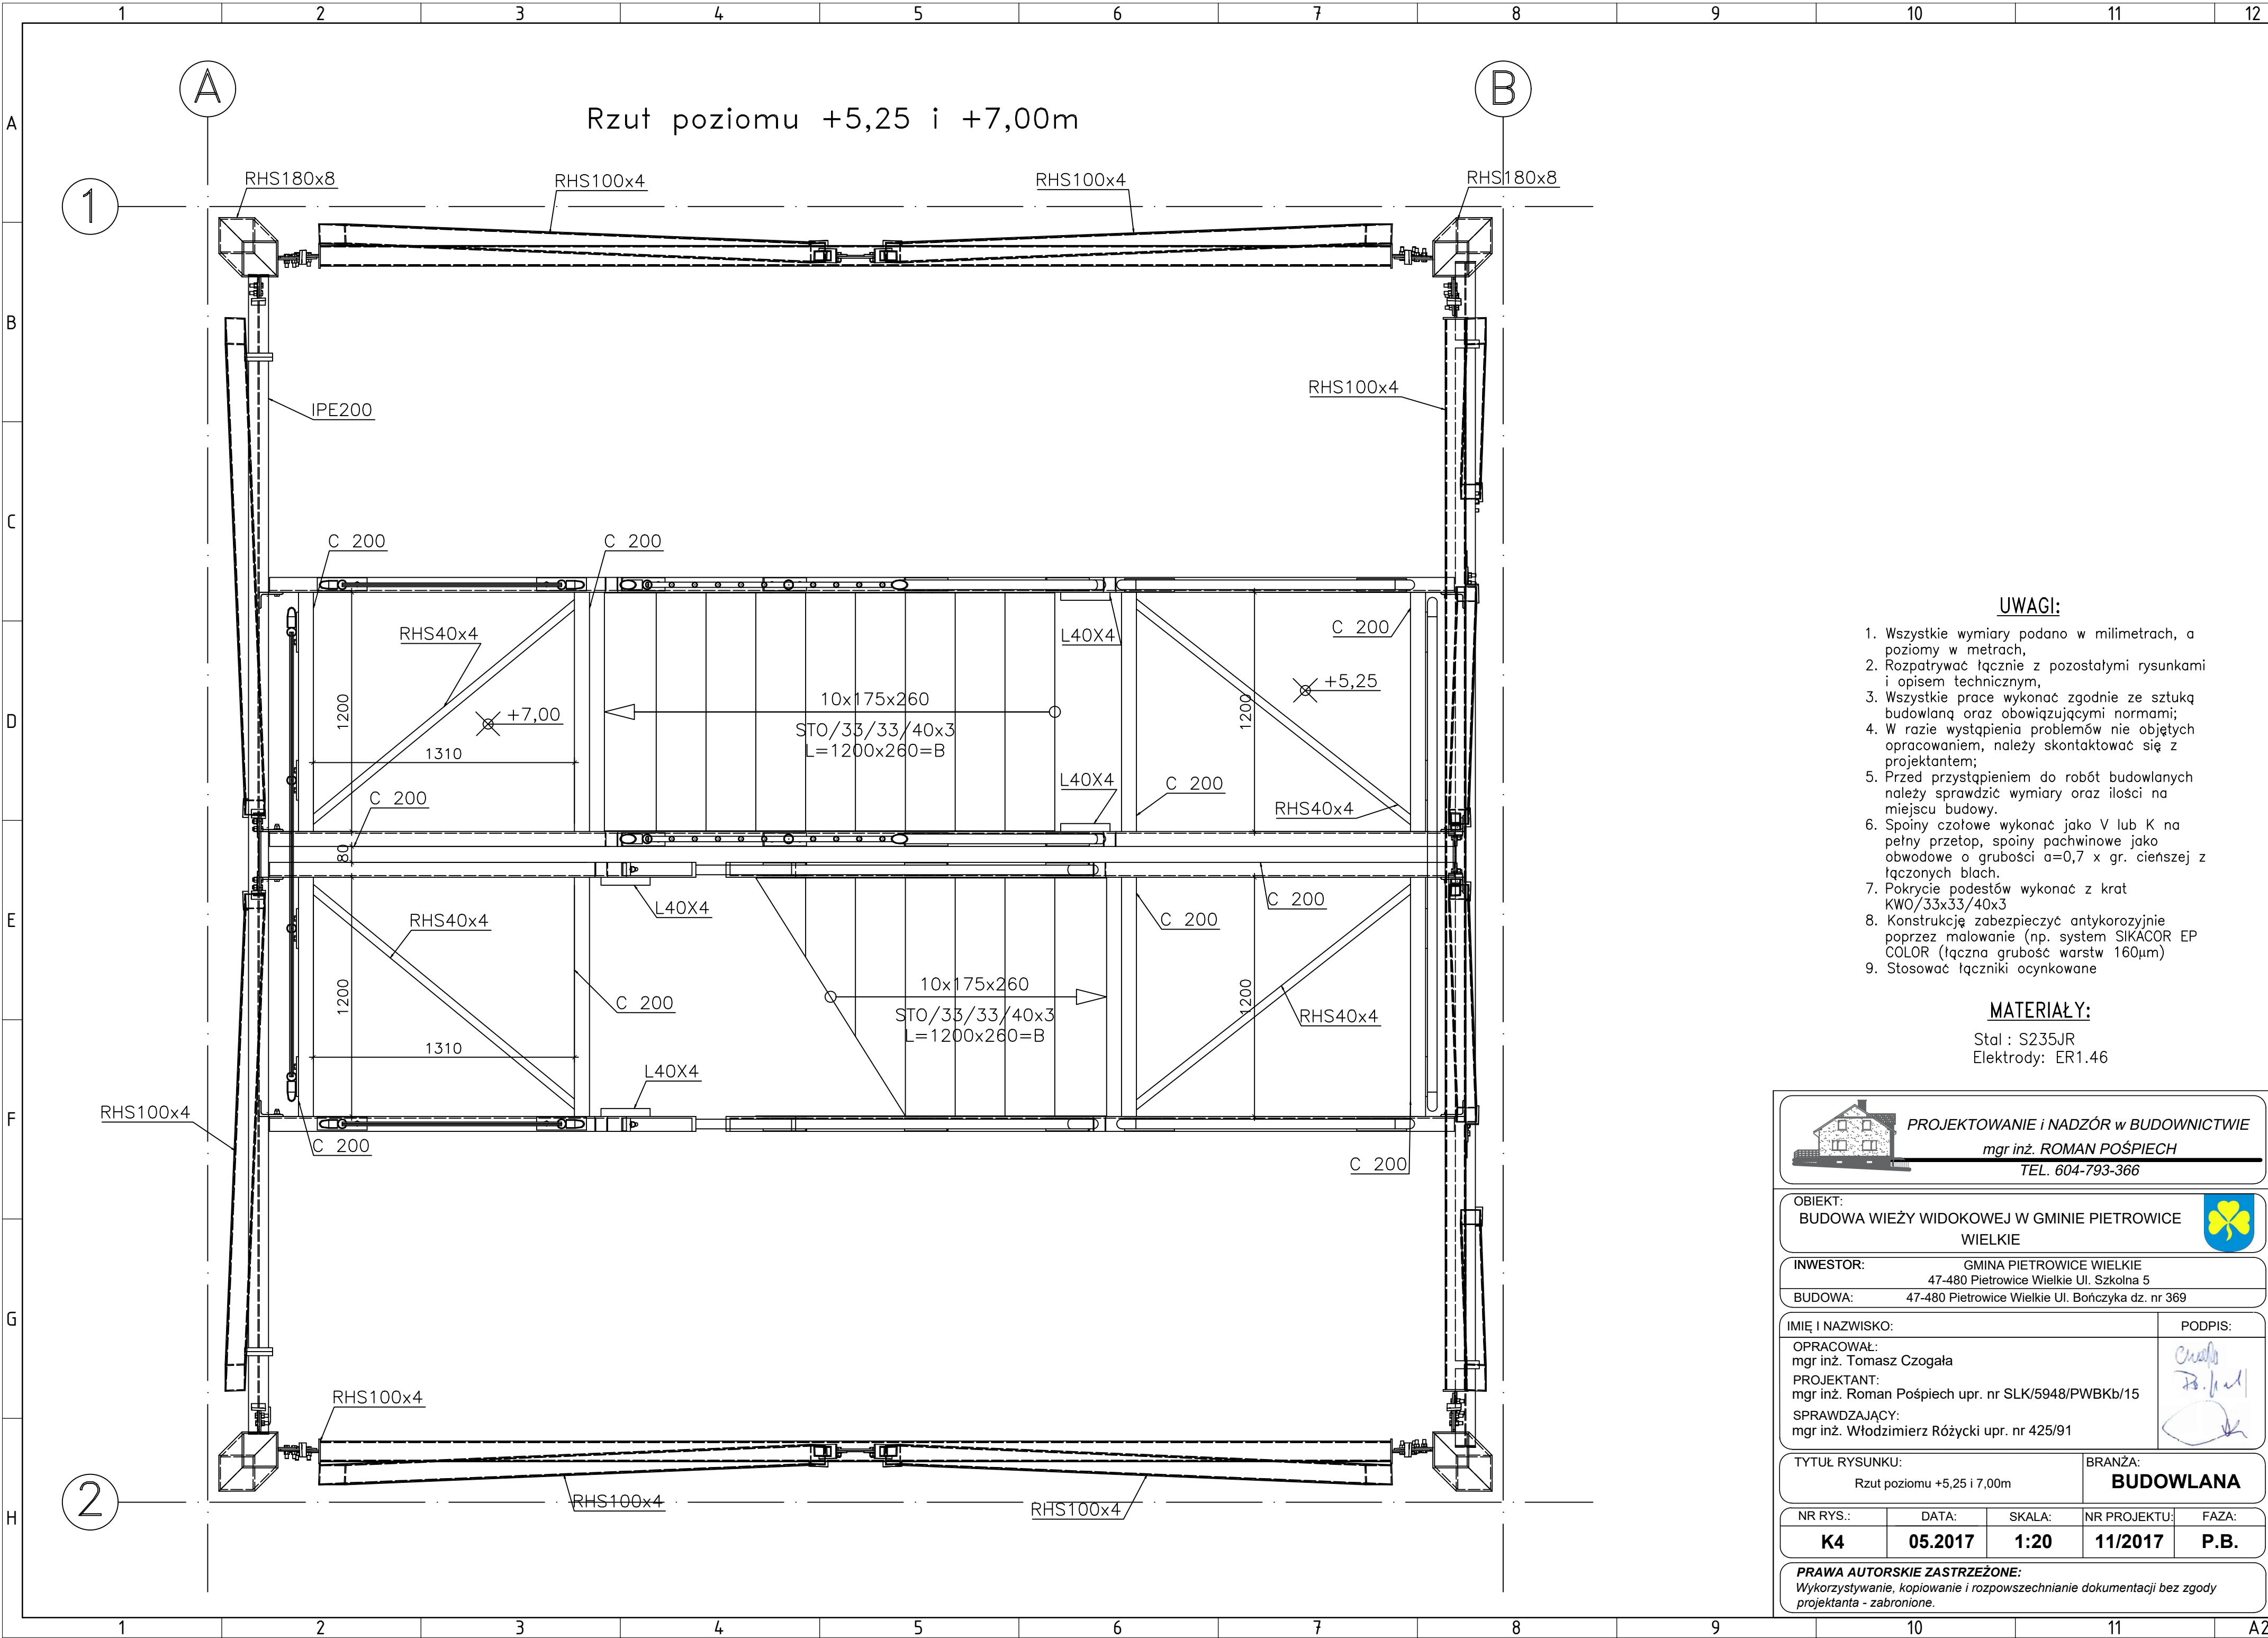 1 2 3 4 5 6 7 8 9 10 11 12
A
B
C
D
E
F
G
H
A
B
Rzut poziomu +5,25 i +7,00m
1
RHS180x8
RHS100x4
RHS100x4
RHS180x8
IPE200
RHS100x4
C 200
C 200
RHS40x4
L40X4
C 200
1200
+7,00
10x175x260
STO/33/33/40x3
L=1200x260=B
1200
+5,25
1310
C 200
L40X4
C 200
RHS40x4
80
L40X4
RHS40x4
C 200
C 200
C 200
1200
10x175x260
STO/33/33/40x3
L=1200x260=B
1200
RHS40x4
1310
L40X4
RHS100x4
C 200
C 200
RHS100x4
2
RHS100x4
RHS100x4
UWAGI:
1. Wszystkie wymiary podano w milimetrach, a
poziomy w metrach,
2. Rozpatrywać łącznie z pozostałymi rysunkami
i opisem technicznym,
3. Wszystkie prace wykonać zgodnie ze sztuką
budowlaną oraz obowiązującymi normami;
4. W razie wystąpienia problemów nie objętych
opracowaniem, należy skontaktować się z
projektantem;
5. Przed przystąpieniem do robót budowlanych
należy sprawdzić wymiary oraz ilości na
miejscu budowy.
6. Spoiny czołowe wykonać jako V lub K na
pełny przetop, spoiny pachwinowe jako
obwodowe o grubości a=0,7 x gr. cieńszej z
łączonych blach.
7. Pokrycie podestów wykonać z krat
KWO/33x33/40x3
8. Konstrukcję zabezpieczyć antykorozyjnie
poprzez malowanie (np. system SIKACOR EP
COLOR (łączna grubość warstw 160µm)
9. Stosować łączniki ocynkowane
MATERIAŁY:
Stal : S235JR
Elektrody: ER1.46
PROJEKTOWANIE i NADZÓR w BUDOWNICTWIE
mgr inż. ROMAN POŚPIECH
TEL. 604-793-366
OBIEKT:
BUDOWA WIEŻY WIDOKOWEJ W GMINIE PIETROWICE
WIELKIE
INWESTOR: GMINA PIETROWICE WIELKIE
47-480 Pietrowice Wielkie Ul. Szkolna 5
BUDOWA: 47-480 Pietrowice Wielkie Ul. Bończyka dz. nr 369
IMIĘ I NAZWISKO: PODPIS:
OPRACOWAŁ:
mgr inż. Tomasz Czogała
PROJEKTANT:
mgr inż. Roman Pośpiech upr. nr SLK/5948/PWBKb/15
SPRAWDZAJĄCY:
mgr inż. Włodzimierz Różycki upr. nr 425/91
TYTUŁ RYSUNKU: BRANŻA:
Rzut poziomu +5,25 i 7,00m BUDOWLANA
NR RYS.: DATA: SKALA: NR PROJEKTU: FAZA:
K4 05.2017 1:20 11/2017 P.B.
PRAWA AUTORSKIE ZASTRZEŻONE:
Wykorzystywanie, kopiowanie i rozpowszechnianie dokumentacji bez zgody
projektanta - zabronione.
1 2 3 4 5 6 7 8 9 10 11 A2